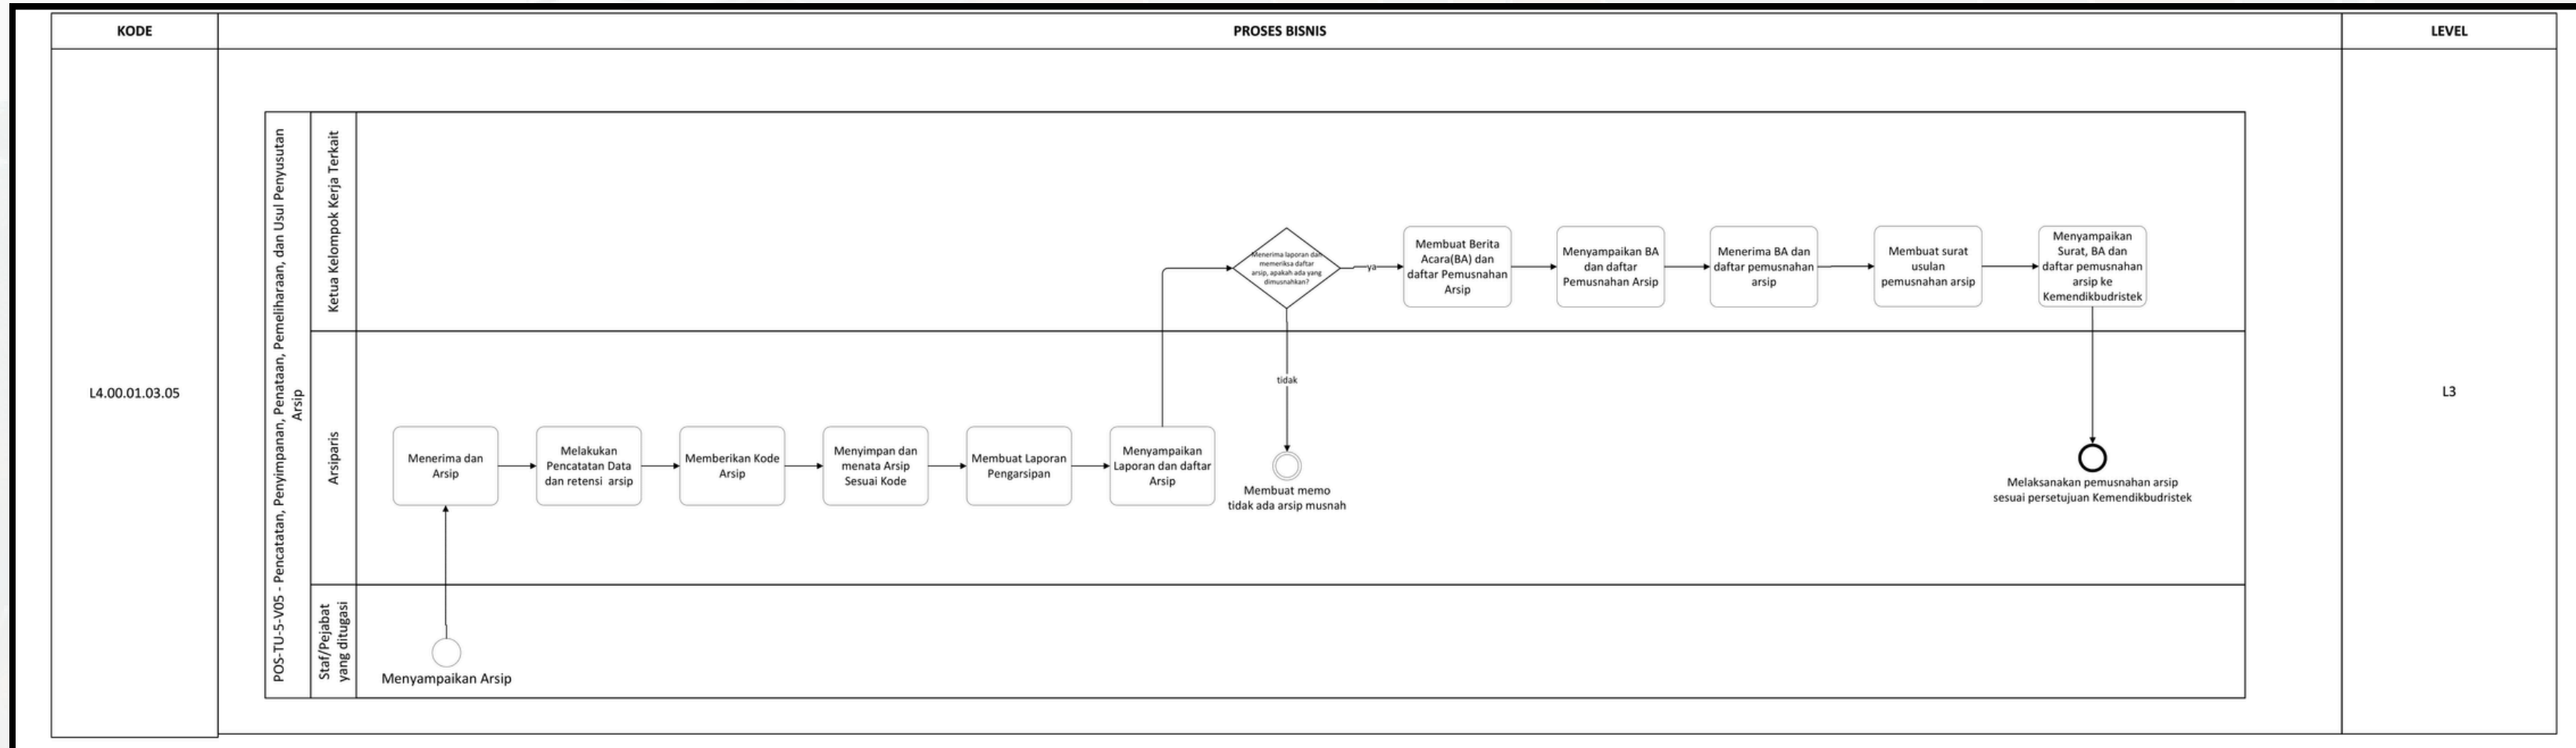 KODE
PROSES BISNIS
LEVEL
L4.00.01.03.05
POS-TU-5-V05 - Pencatatan, Penyimpanan, Penataan, Pemeliharaan, dan Usul Penyusutan
Arsip
Ketua Kelompok Kerja Terkait
Menerima laporan dan
memeriksa daftar
arsip, apakah ada yang
dimusnahkan?
ya
Membuat Berita
Acara(BA) dan
daftar Pemusnahan
Arsip
Menyampaikan BA
dan daftar
Pemusnahan Arsip
Menerima BA dan
daftar pemusnahan
arsip
Membuat surat
usulan
pemusnahan arsip
Menyampaikan
Surat, BA dan
daftar pemusnahan
arsip ke
Kemendikbudristek
Arsiparis
Menerima dan
Arsip
Melakukan
Pencatatan Data
dan retensi arsip
Memberikan Kode
Arsip
Menyimpan dan
menata Arsip
Sesuai Kode
Membuat Laporan
Pengarsipan
Menyampaikan
Laporan dan daftar
Arsip
tidak
Membuat memo
tidak ada arsip musnah
Melaksanakan pemusnahan arsip
sesuai persetujuan Kemendikbudristek
Staf/Pejabat
yang ditugasi
Menyampaikan Arsip
L3